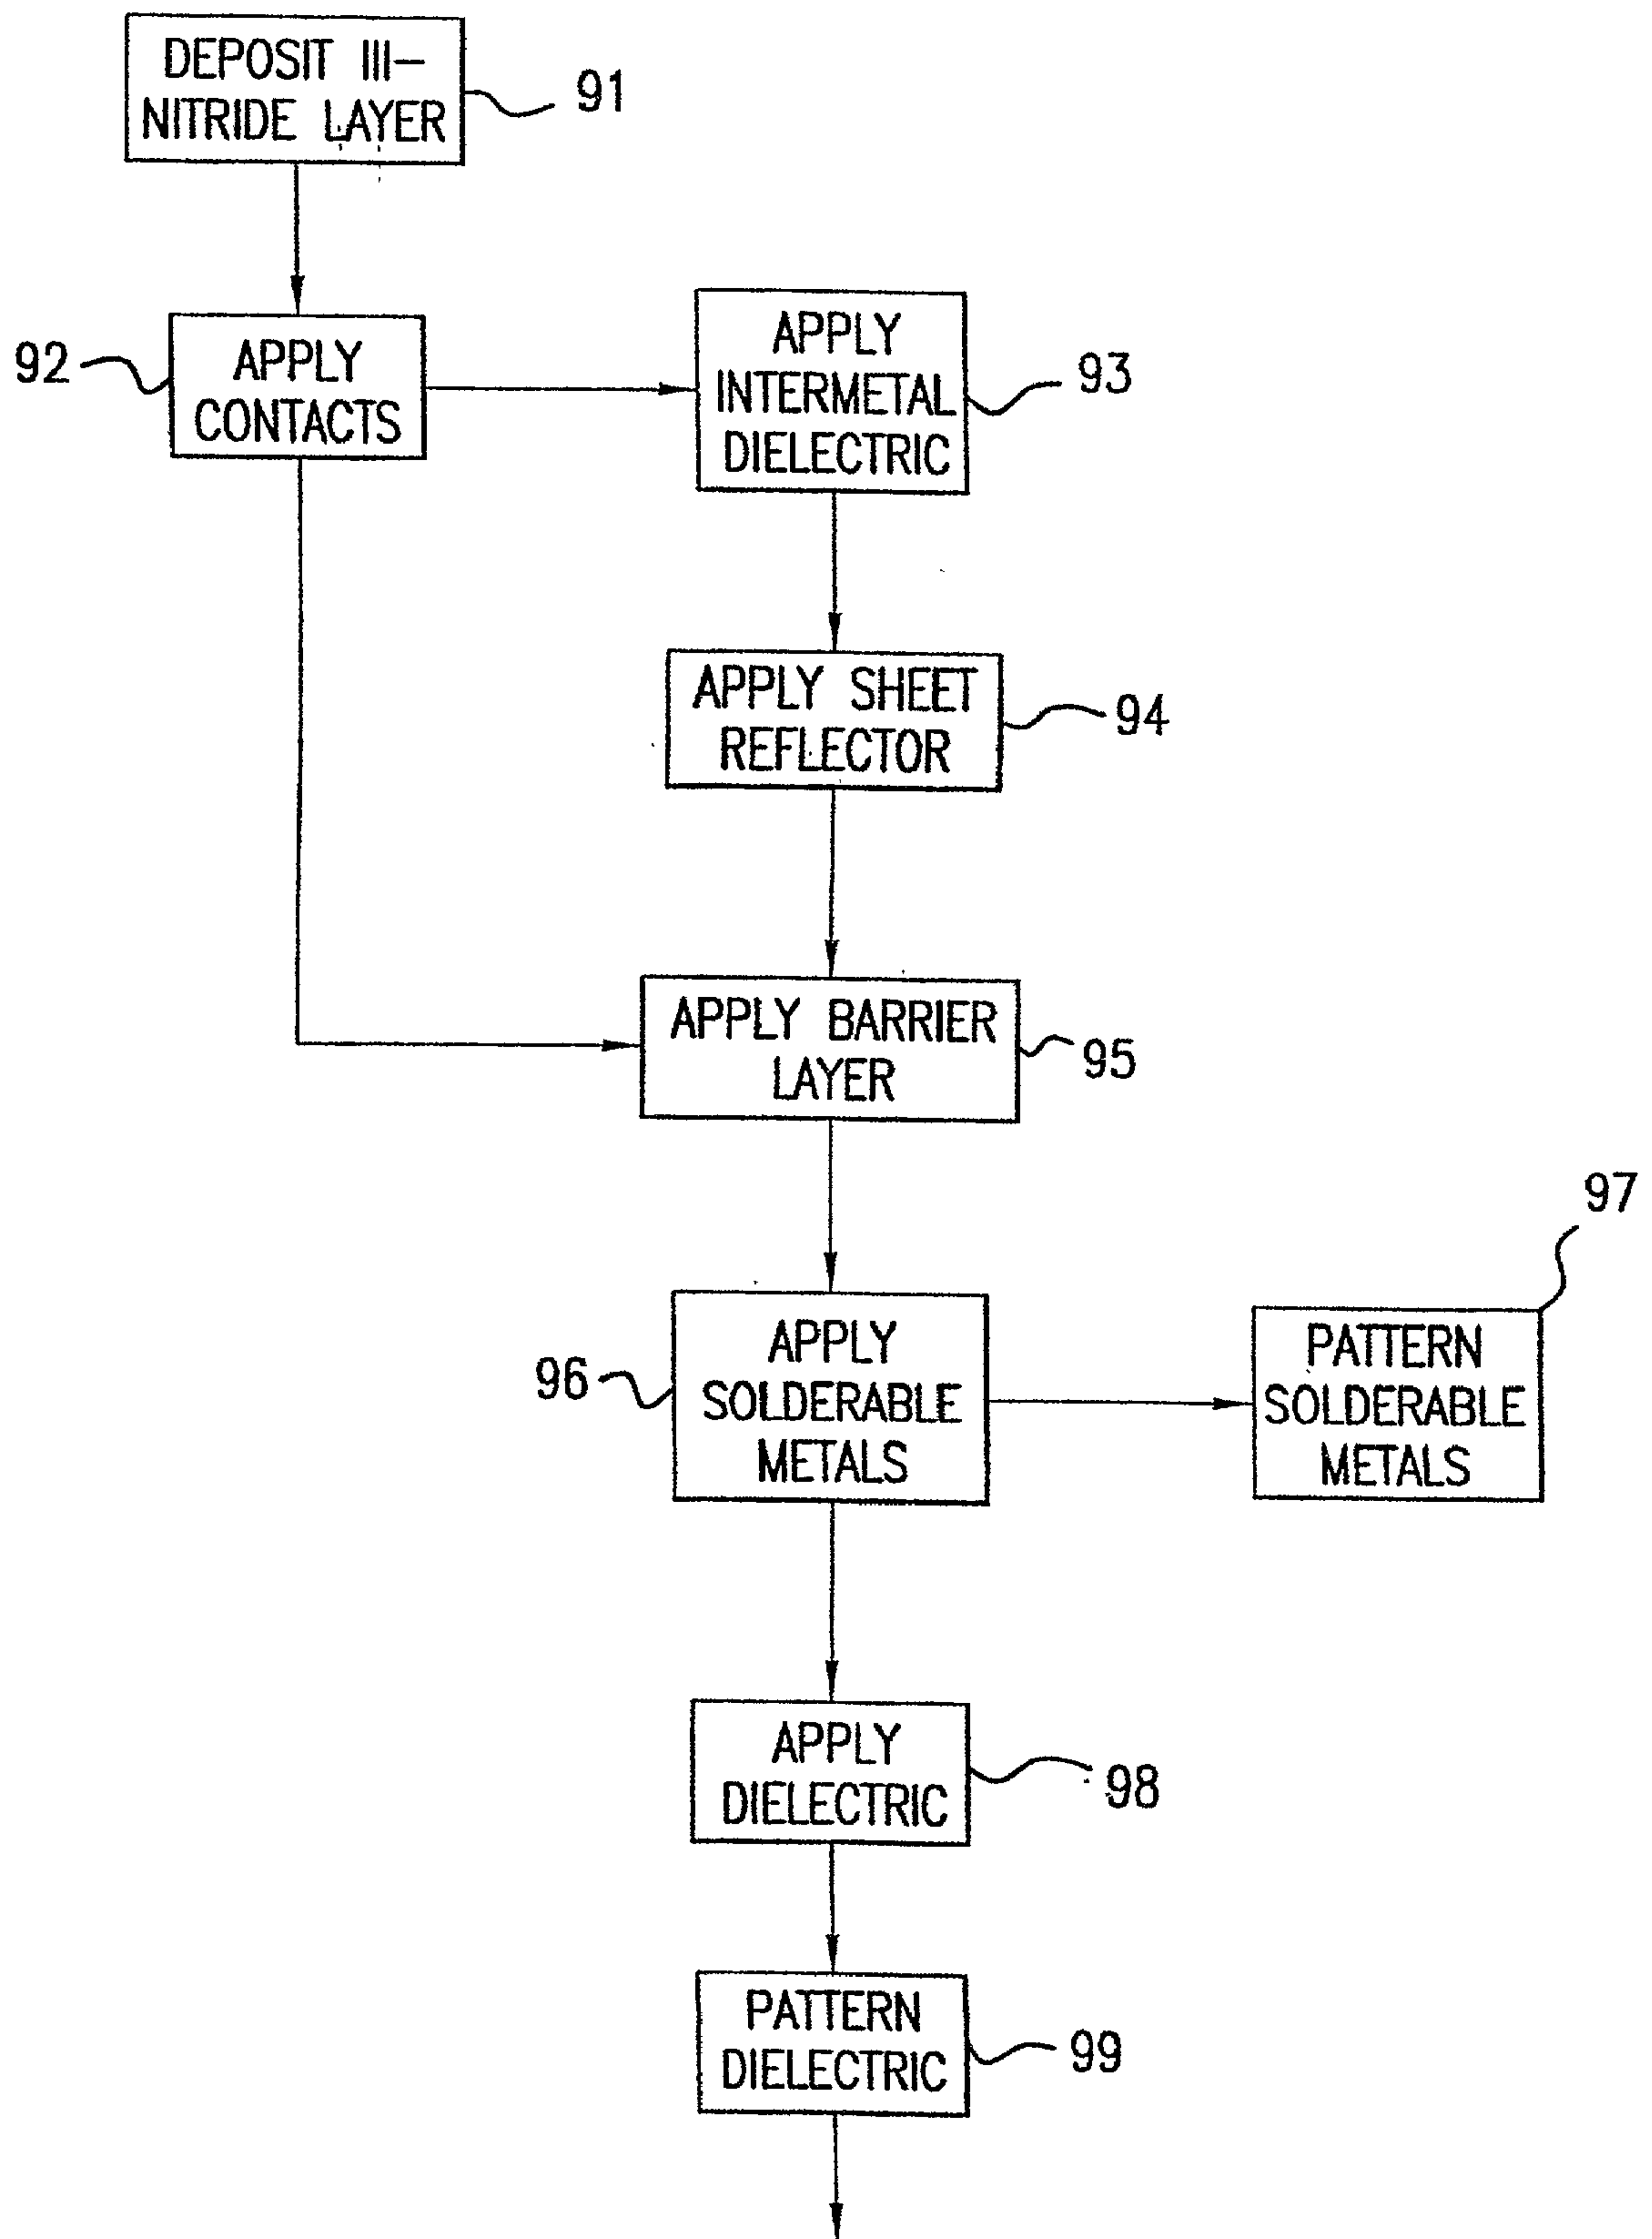 DEPOSIT III-
NITRIDE LAYER
91
92
APPLY
CONTACTS
APPLY
INTERMETAL
DIELECTRIC
93
APPLY SHEET
REFLECTOR
94
APPLY BARRIER
LAYER
95
97
96
APPLY
SOLDERABLE
METALS
PATTERN
SOLDERABLE
METALS
APPLY
DIELECTRIC
98
PATTERN
DIELECTRIC
99